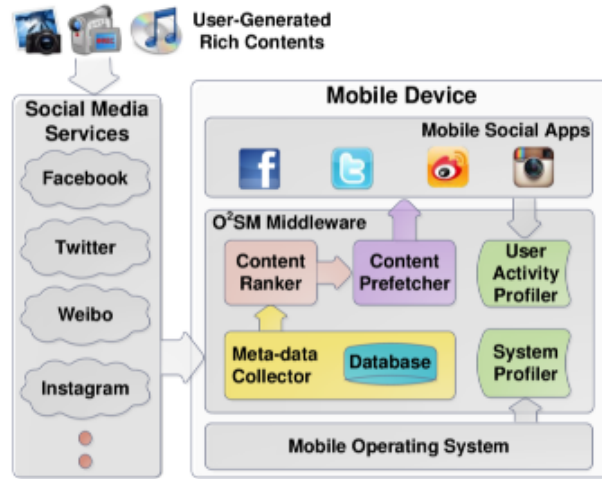 User-Generated
Rich Contents
Social Media
Services
Facebook
Twitter
Weibo
Instagram
Mobile Device
Mobile Social Apps
O²SM Middleware
Content
Ranker
Content
Prefetcher
User
Activity
Profiler
Meta-data
Collector
Database
System
Profiler
Mobile Operating System